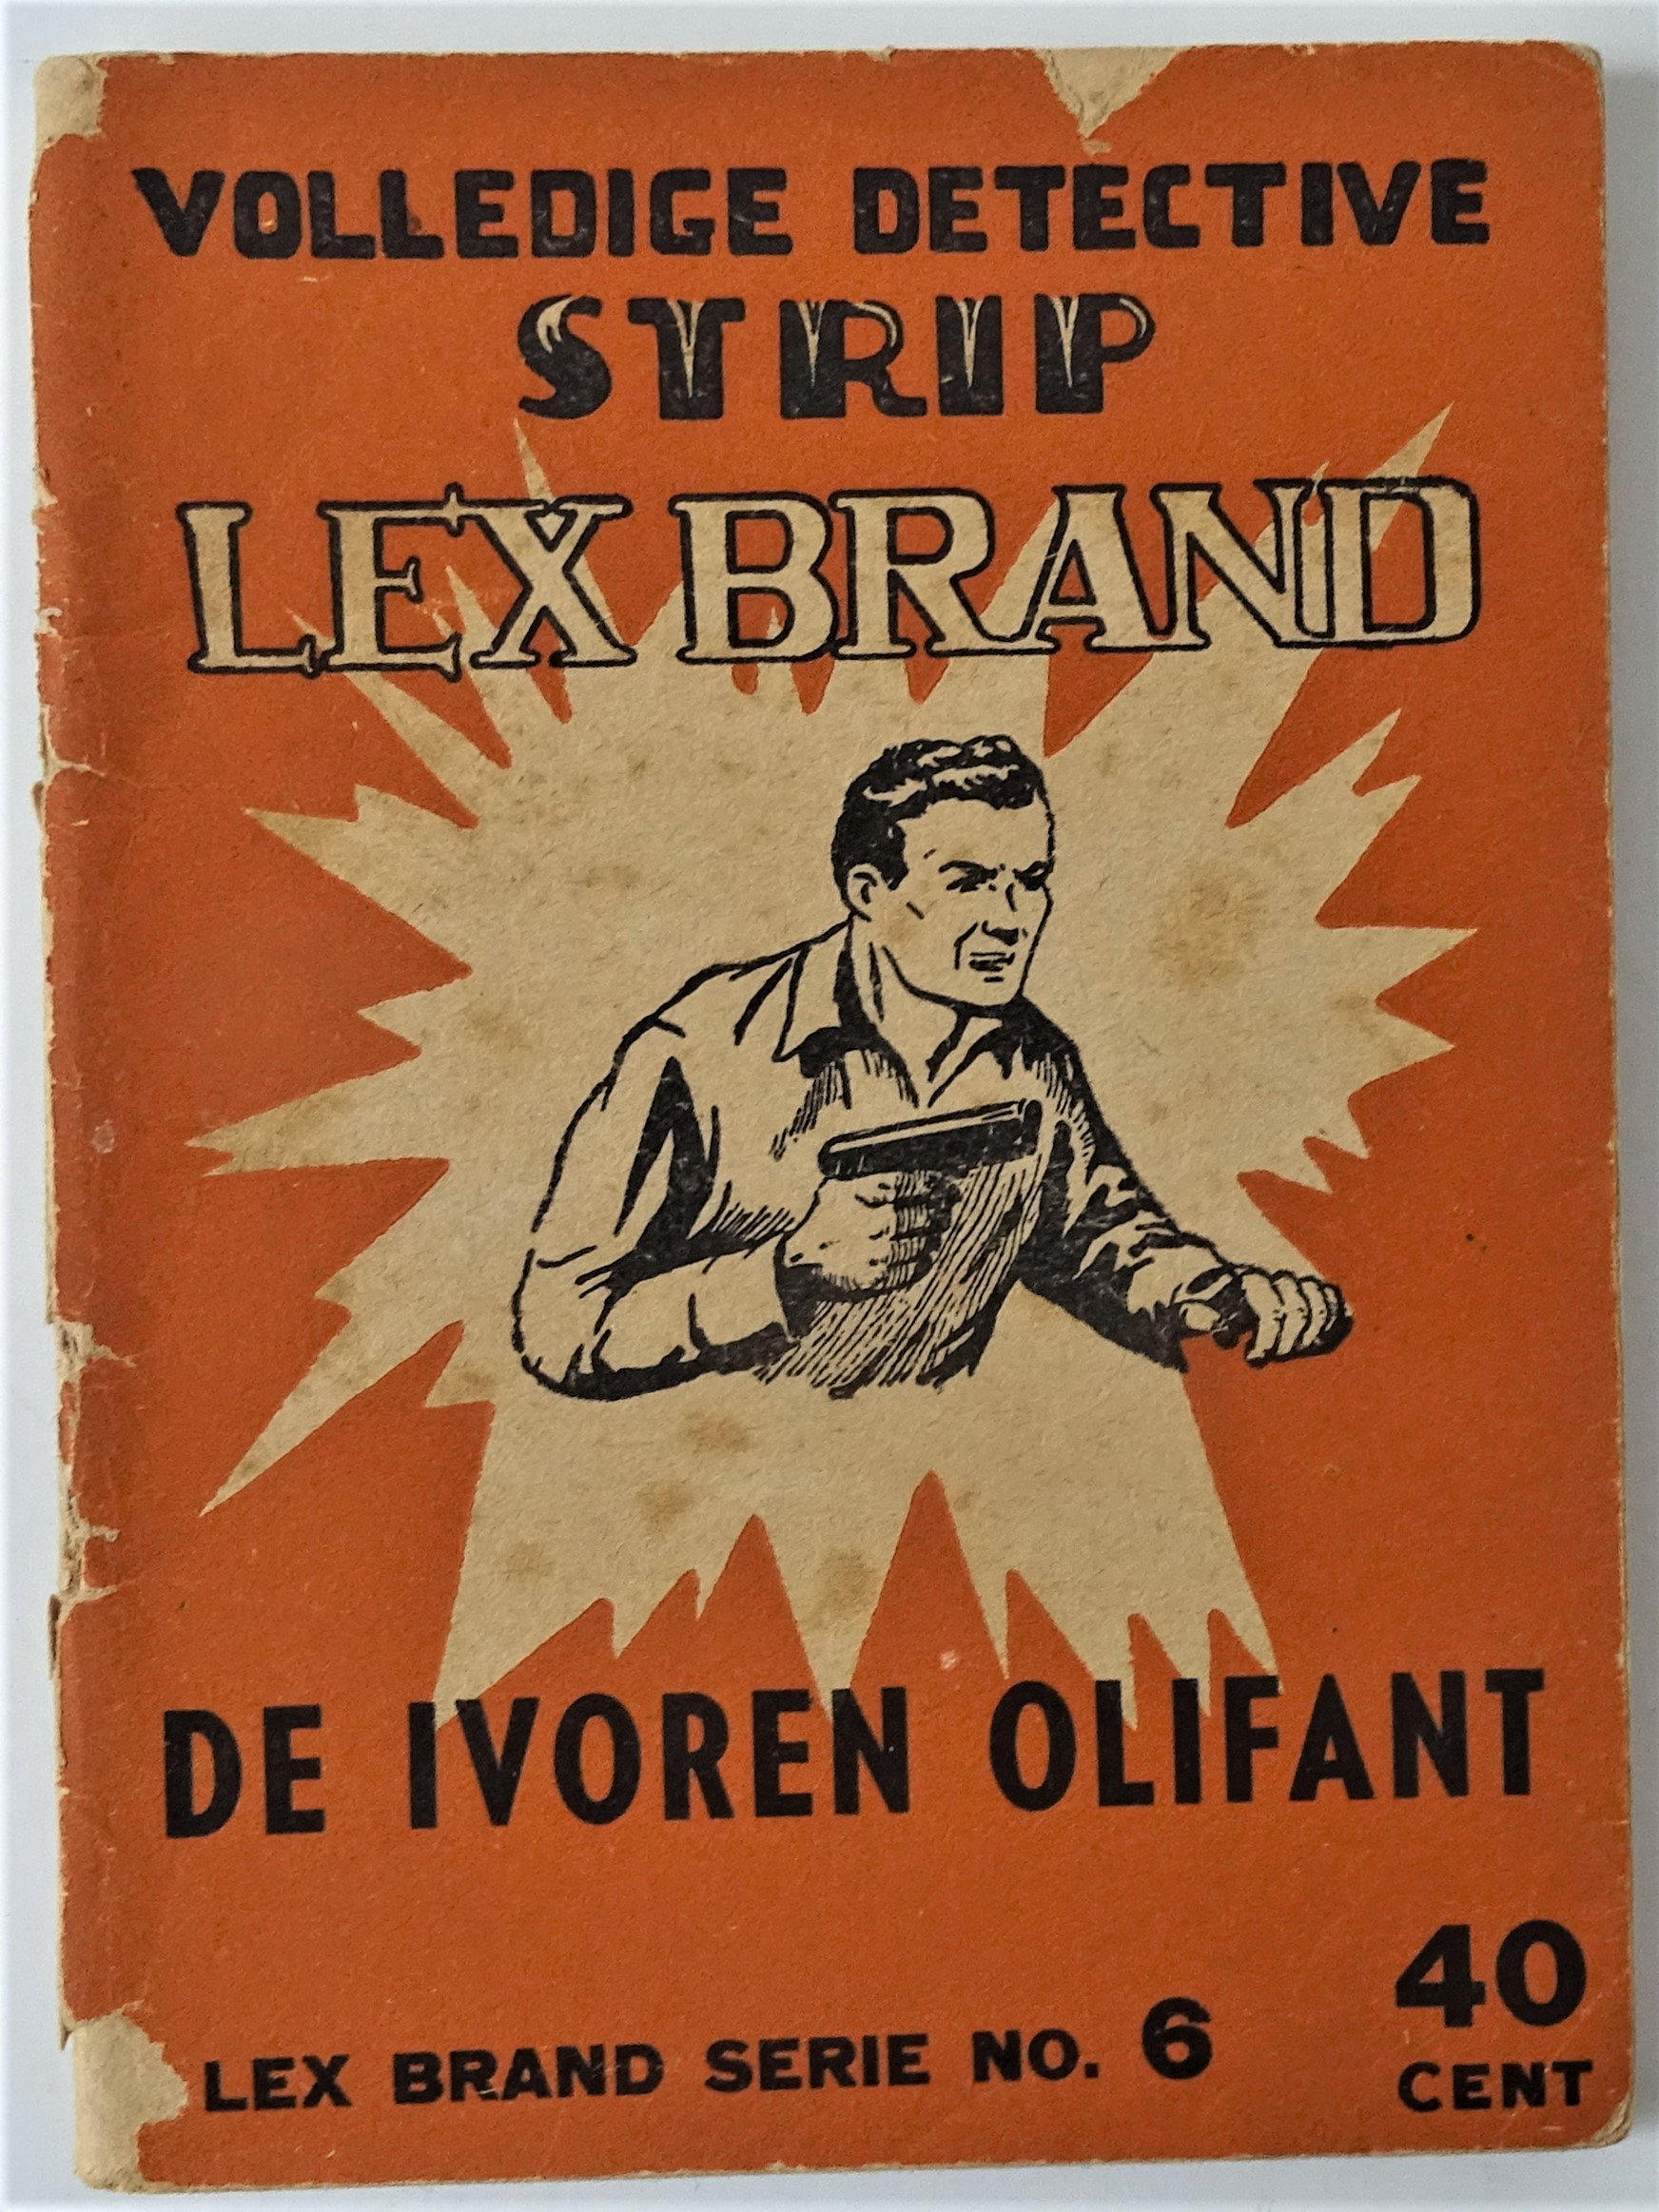 VOLLEDIGE DETECTIVE
STRIP
LEX BRAND
DE IVOREN OLIFANT
LEX BRAND SERIE NO. 6
40
CENT